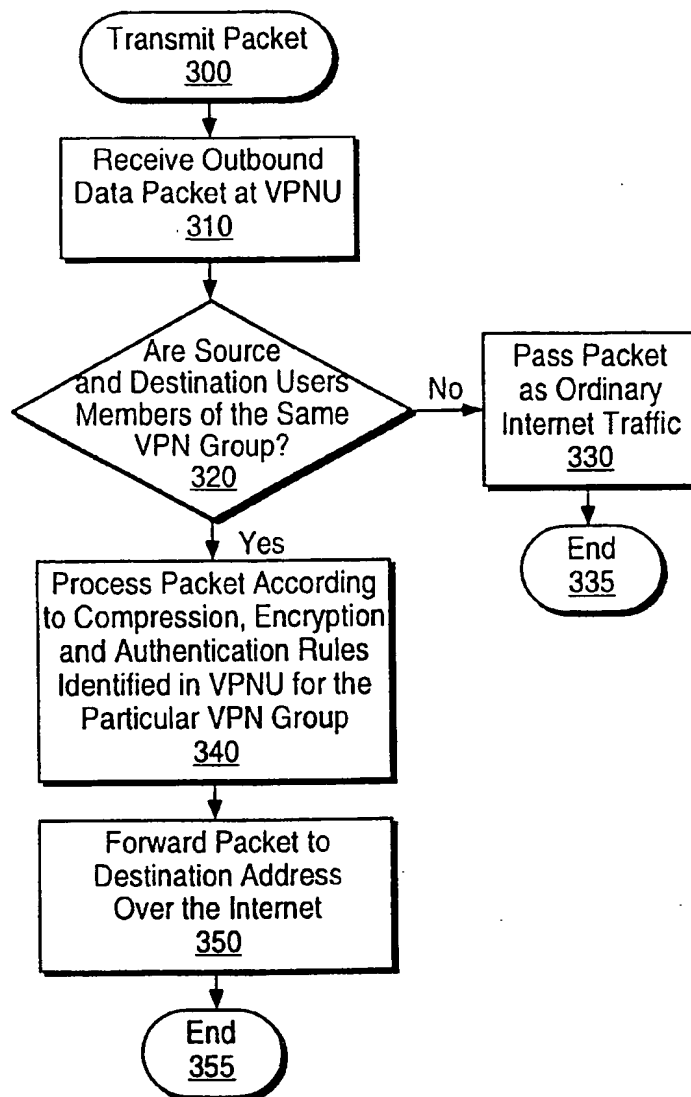 Transmit Packet
300
Receive Outbound
Data Packet at VPNU
310
Are Source
and Destination Users
Members of the Same
VPN Group?
320
No
Pass Packet
as Ordinary
Internet Traffic
330
End
335
Yes
Process Packet According
to Compression, Encryption
and Authentication Rules
Identified in VPNU for the
Particular VPN Group
340
Forward Packet to
Destination Address
Over the Internet
350
End
355